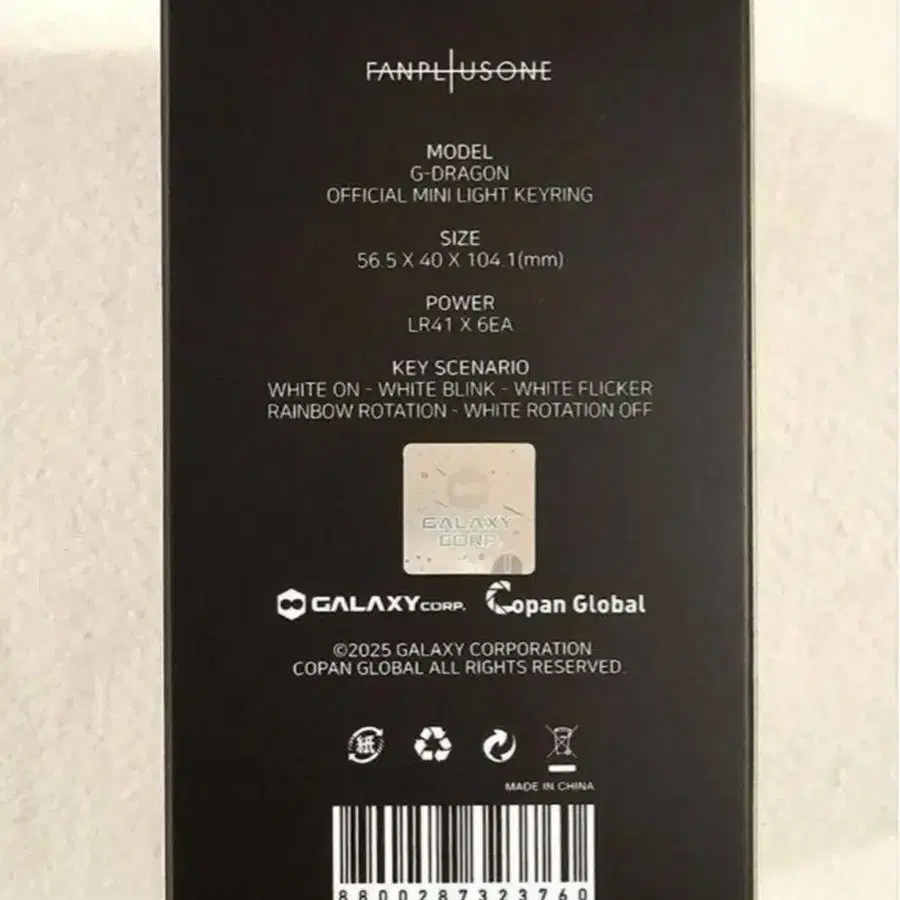 FANPLUSONE
MODEL
G-DRAGON
OFFICIAL MINI LIGHT KEYRING
SIZE
56.5 X 40 X 104.1(mm)
POWER
LR41 X 6EA
KEY SCENARIO
WHITE ON - WHITE BLINK - WHITE FLICKER
RAINBOW ROTATION - WHITE ROTATION OFF
GALAXY
CORP.
GALAXY CORP. Copan Global
©2025 GALAXY CORPORATION
COPAN GLOBAL ALL RIGHTS RESERVED.
紙
MADE IN CHINA
8800287323760